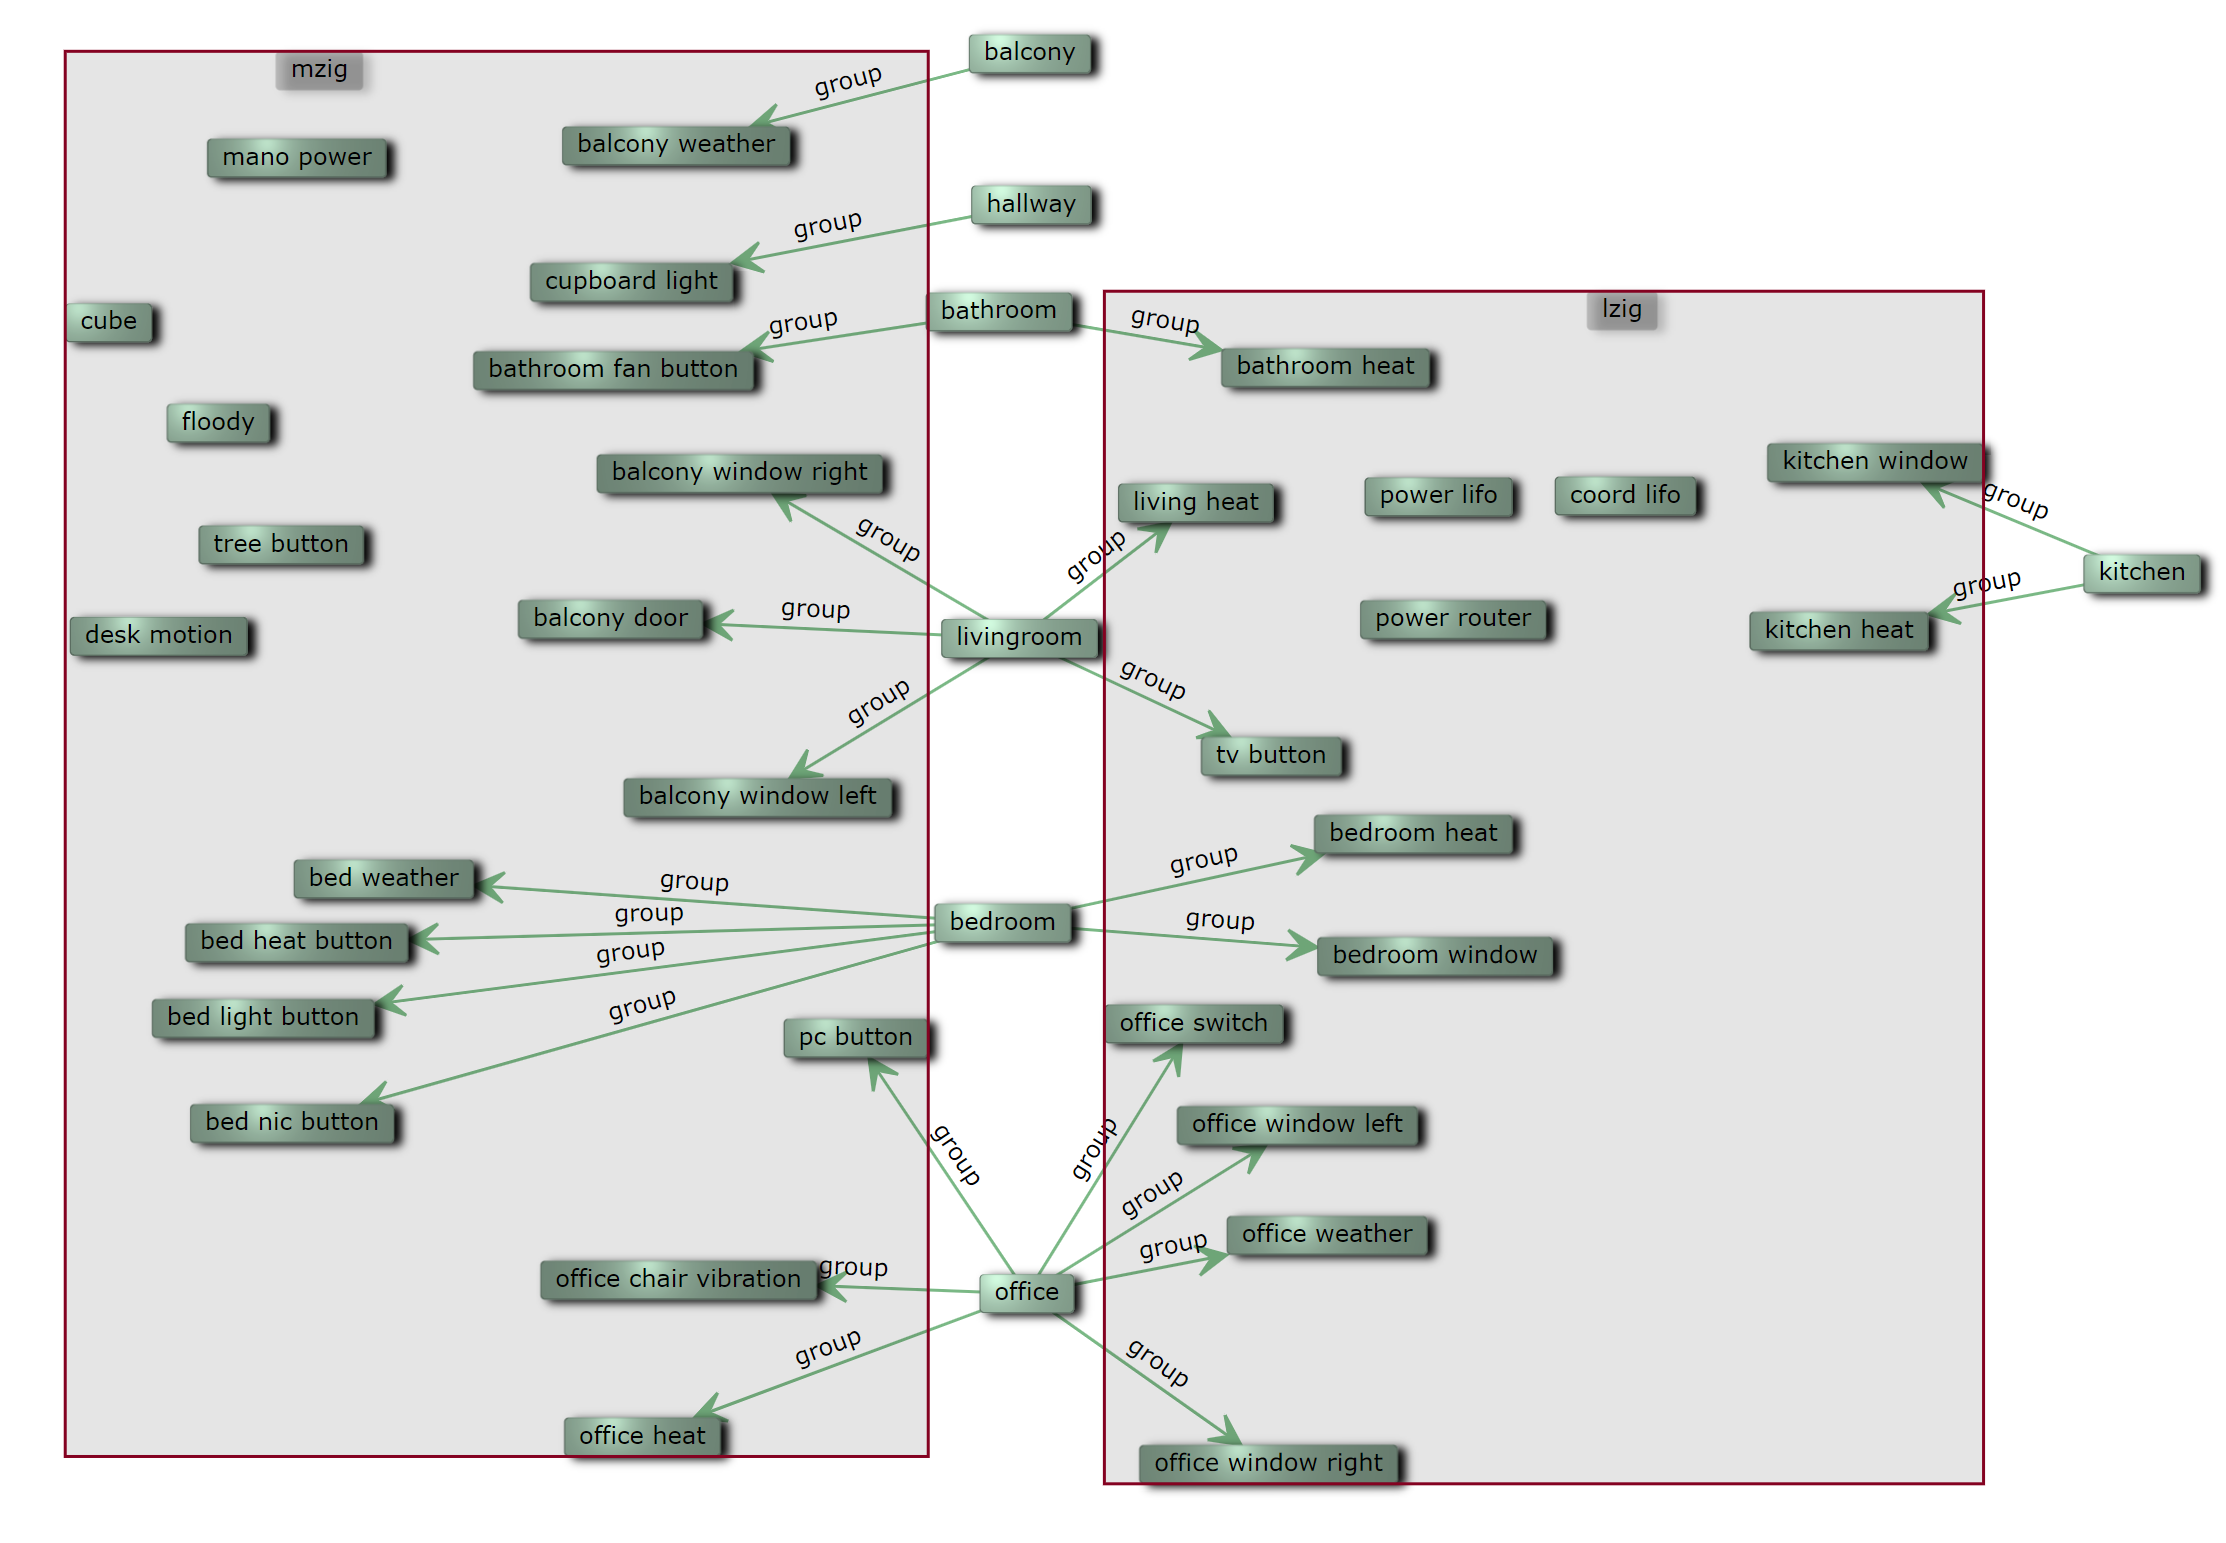 balcony
mzig
group
mano power
balcony weather
hallway
group
cupboard light
cube
bathroom
lzig
group
group
bathroom fan button
bathroom heat
floody
balcony window right
living heat
power lifo
coord lifo
kitchen window
group
tree button
group
group
kitchen
group
balcony door
group
livingroom
power router
kitchen heat
desk motion
group
group
tv button
balcony window left
bedroom heat
group
bed weather
group
group
group
bedroom
bed heat button
group
bedroom window
group
bed light button
pc button
office switch
bed nic button
office window left
group
group
group
office weather
group
office chair vibration
group
office
group
group
office heat
office window right